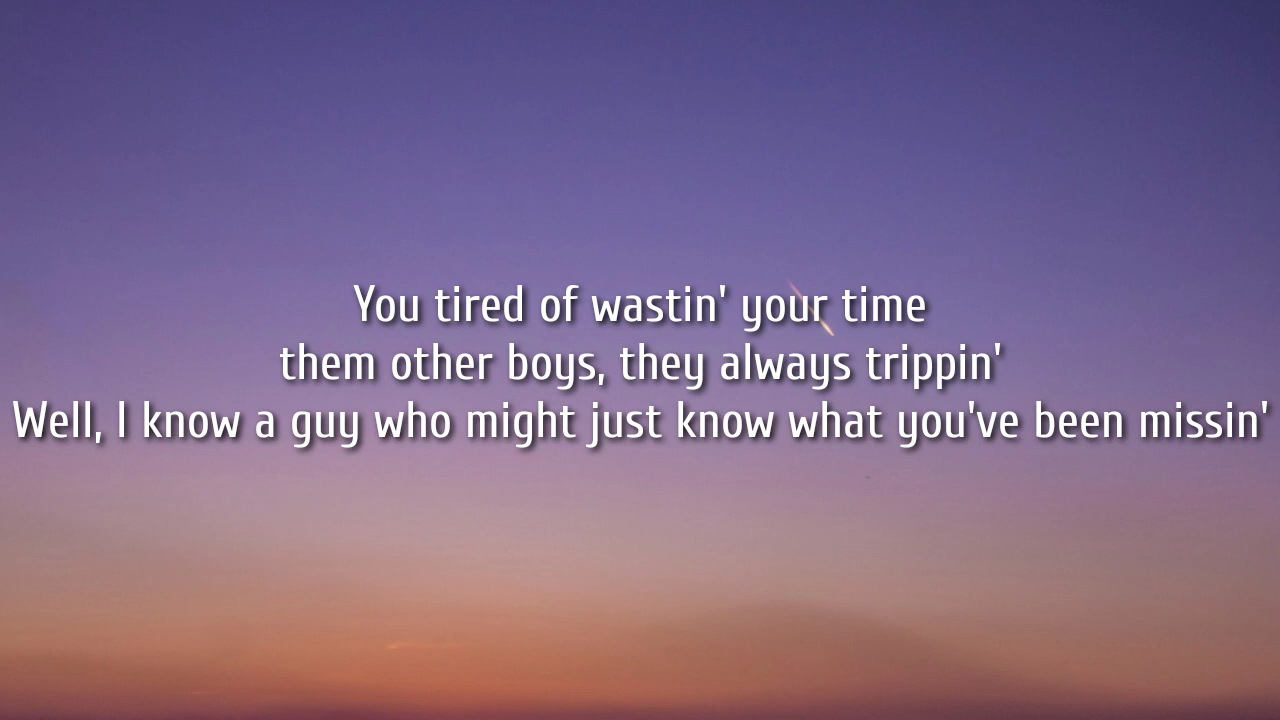 You tired of wastin' your time
them other boys, they always trippin'
Well, I know a guy who might just know what you've been missin'